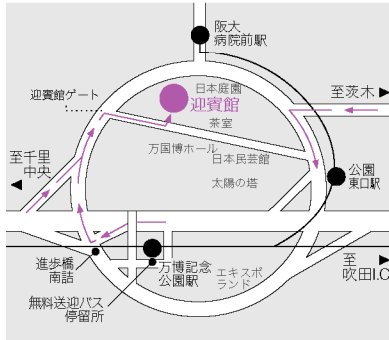 阪大
病院前駅
日本庭園
迎賓館
迎賓館ゲート
至茨木
茶室
万国博ホール
日本民芸館
至千里
中央
公園
東口駅
太陽の塔
進歩橋
南詰
万博記念
公園駅
エキスポ
ランド
至
吹田I.C
無料送迎バス
停留所